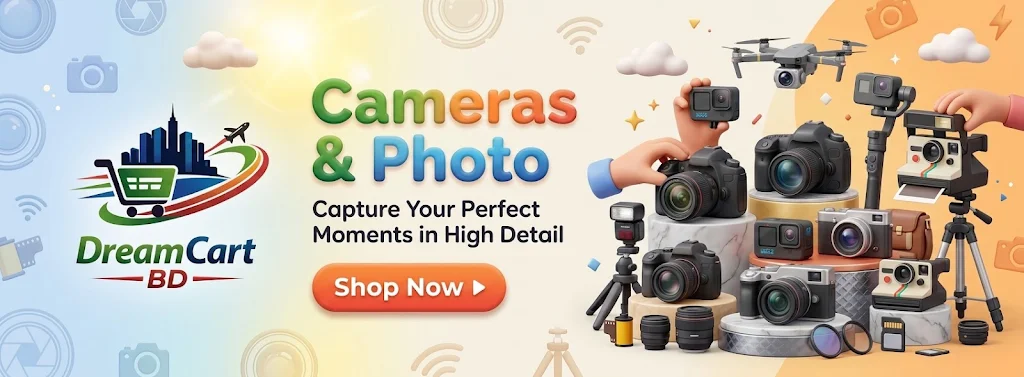 DreamCart
BD
Cameras
& Photo
Capture Your Perfect
Moments in High Detail
Shop Now